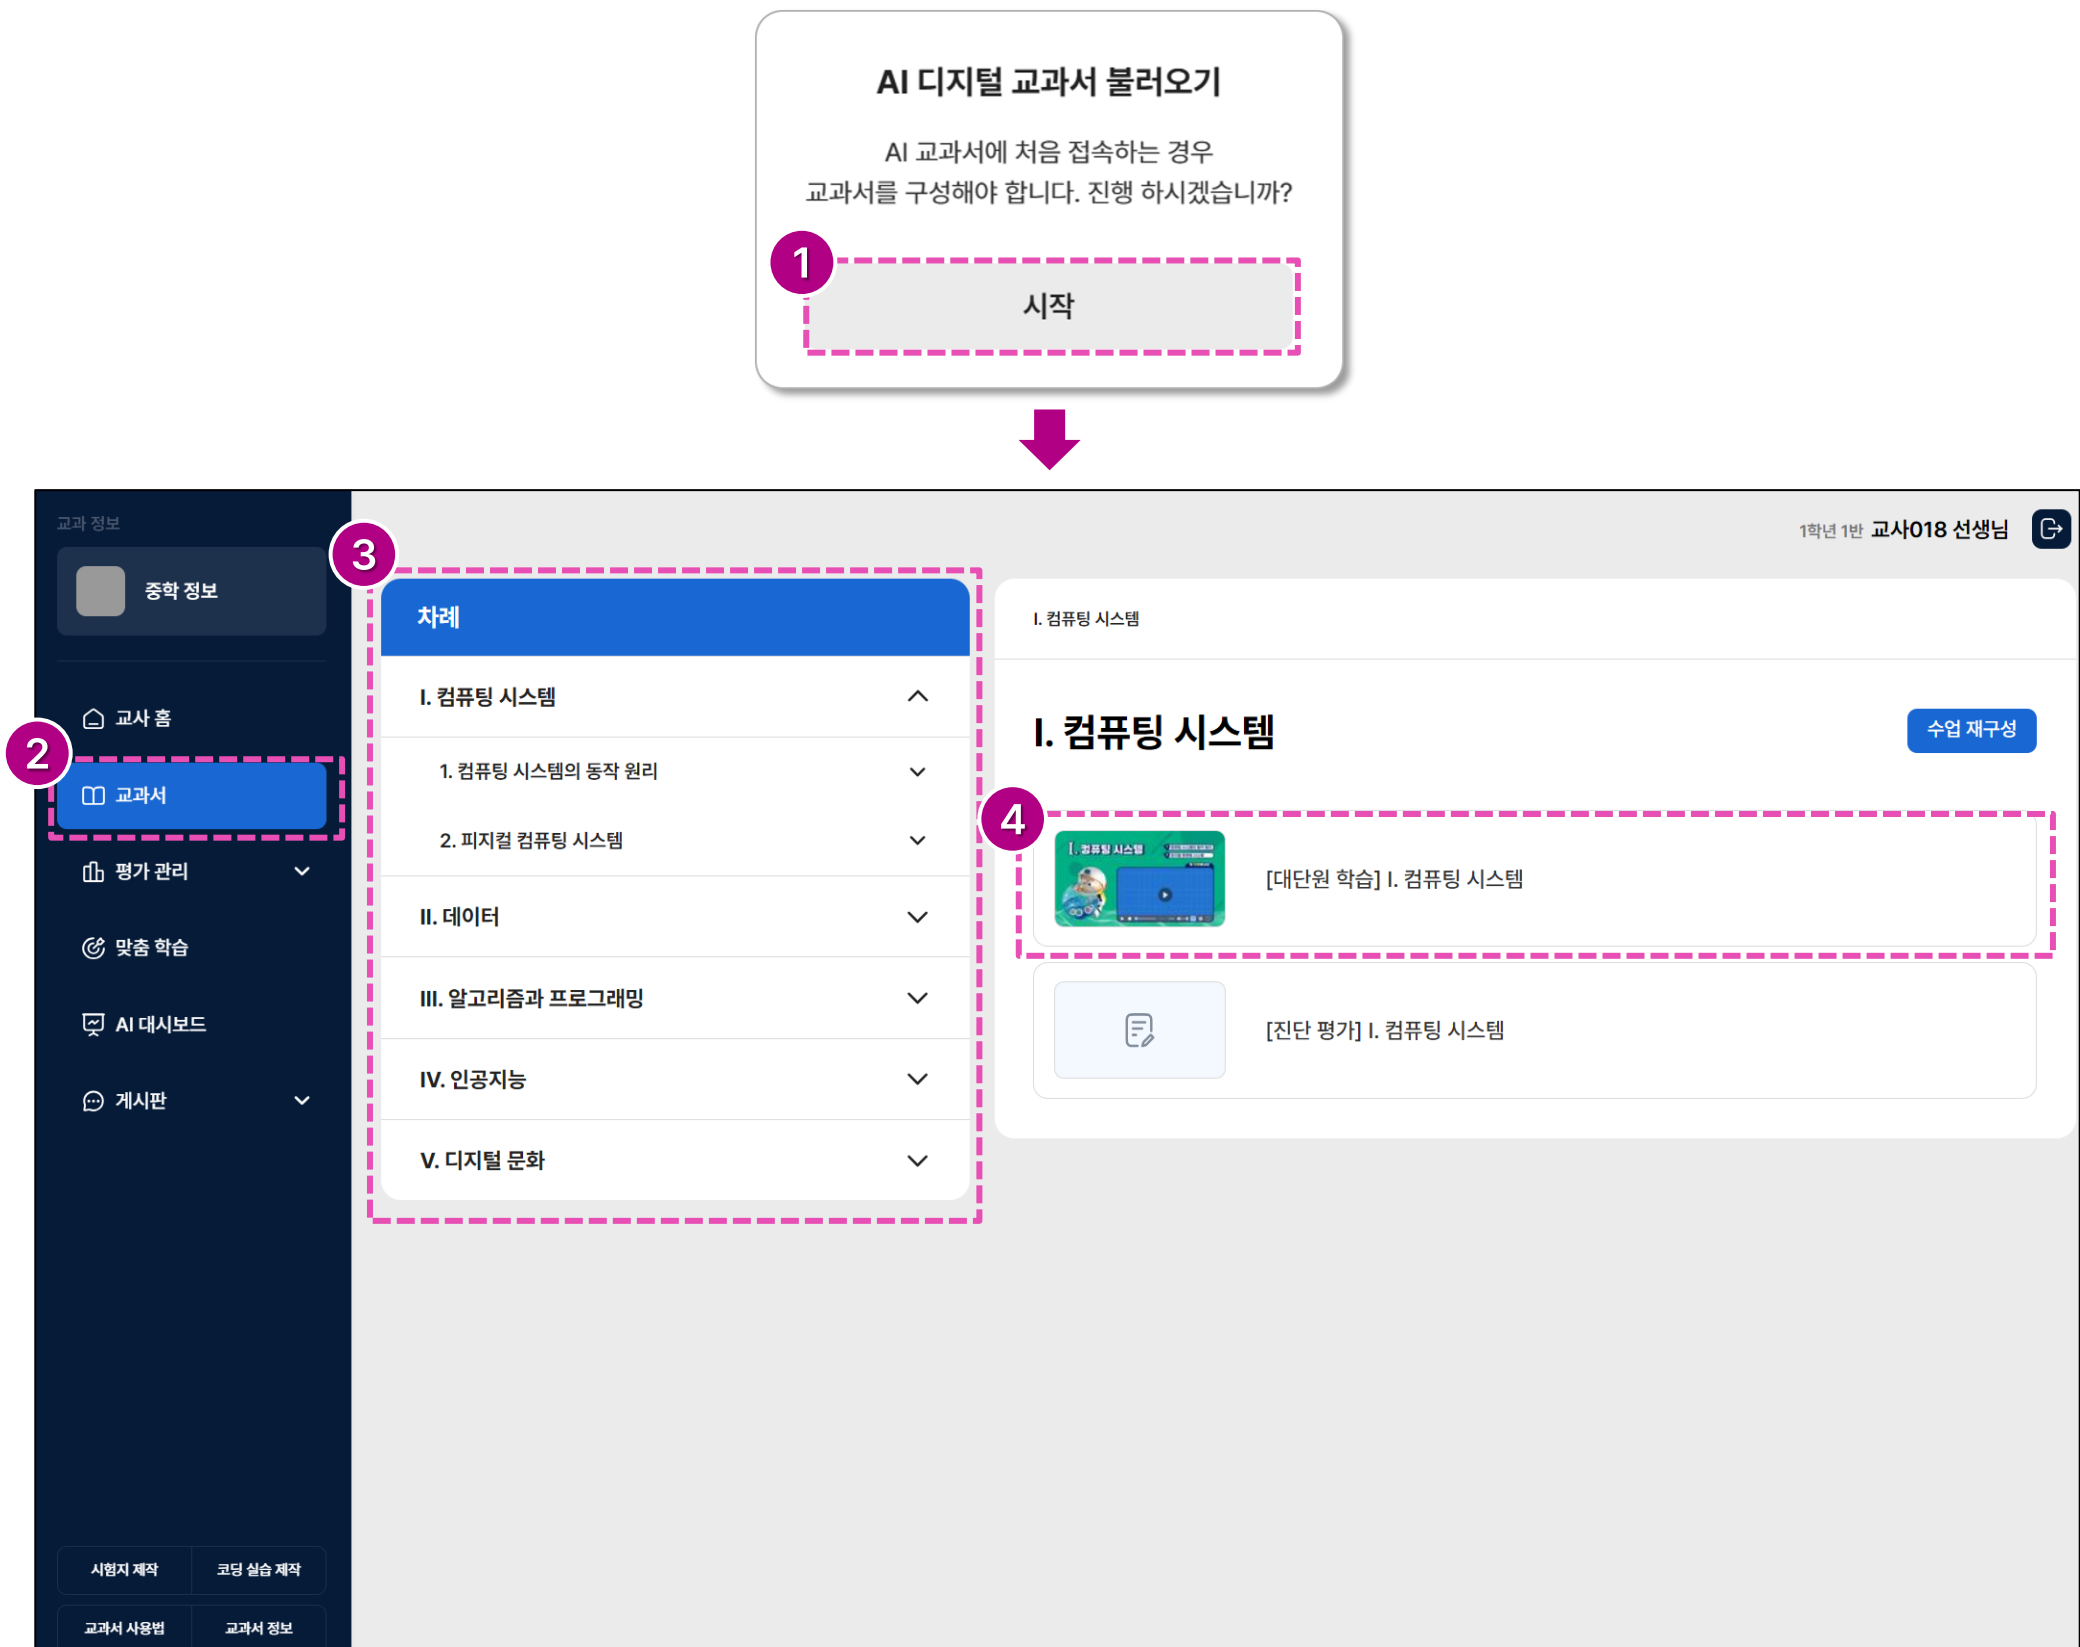 AI 디지털 교과서 불러오기
AI 교과서에 처음 접속하는 경우
교과서를 구성해야 합니다. 진행 하시겠습니까?
1
시작
교과 정보
중학 정보
교사 홈
2
교과서
평가 관리
맞춤 학습
AI 대시보드
게시판
시험지 제작
코딩 실습 제작
교과서 사용법
교과서 정보
3
차례
I. 컴퓨팅 시스템
1. 컴퓨팅 시스템의 동작 원리
2. 피지컬 컴퓨팅 시스템
II. 데이터
III. 알고리즘과 프로그래밍
IV. 인공지능
V. 디지털 문화
1학년 1반 교사018 선생님
I. 컴퓨팅 시스템
I. 컴퓨팅 시스템
수업 재구성
4
I. 컴퓨팅 시스템
[대단원 학습] I. 컴퓨팅 시스템
[진단 평가] I. 컴퓨팅 시스템